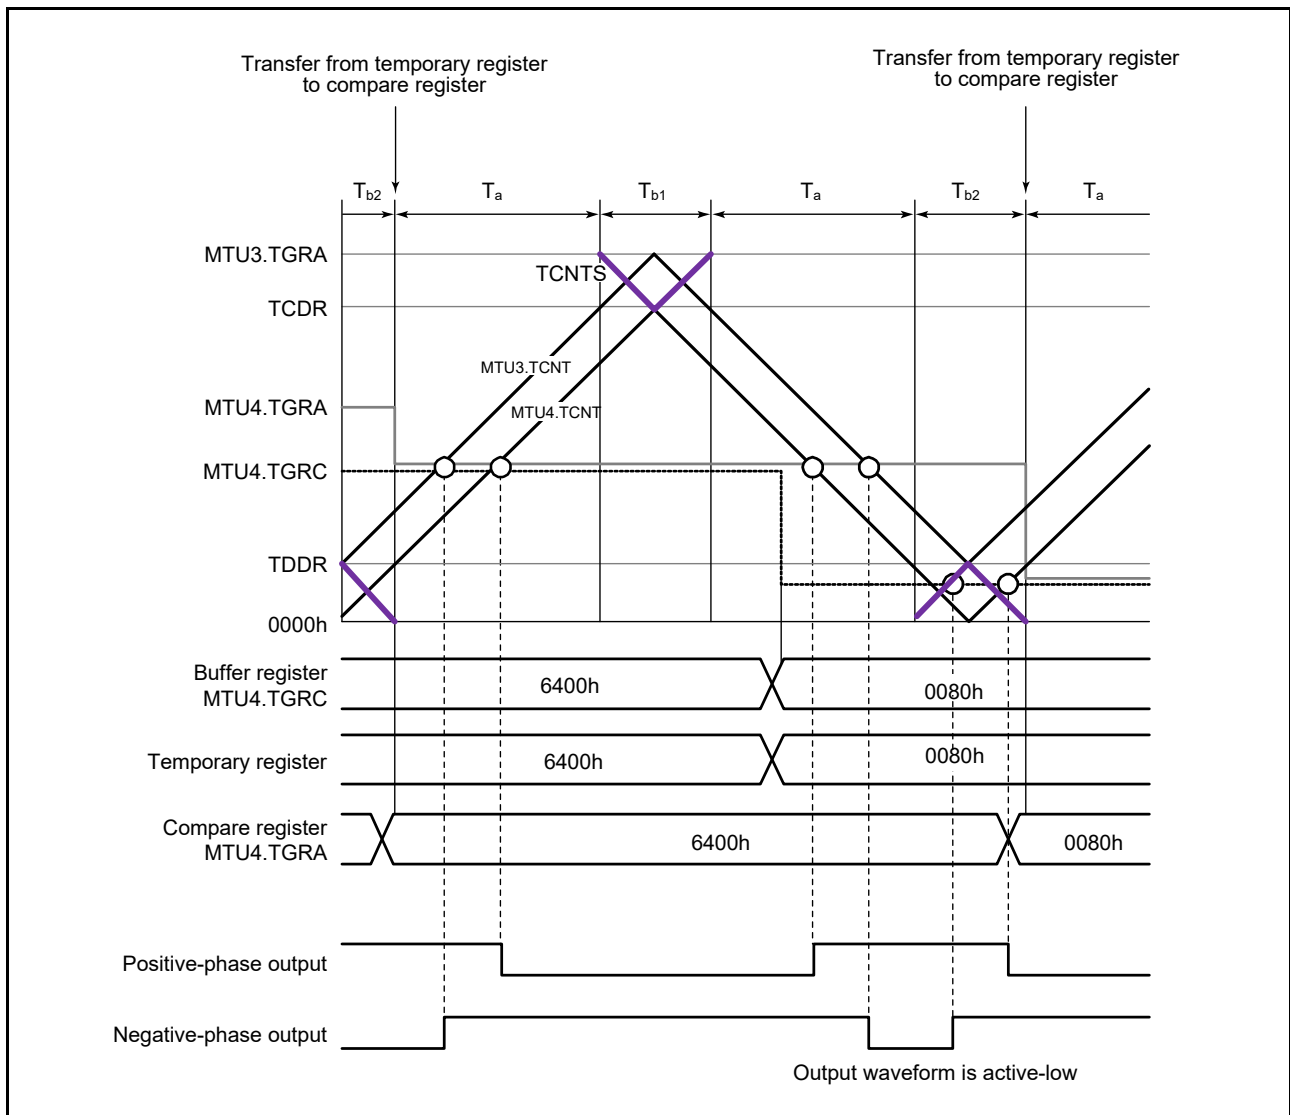 Transfer from temporary register
to compare register
Transfer from temporary register
to compare register
Tb2
Ta
Tb1
Ta
Tb2
Ta
MTU3.TGRA
TCNTS
TCDR
MTU3.TCNT
MTU4.TGRA
MTU4.TCNT
MTU4.TGRC
TDDR
0000h
Buffer register
MTU4.TGRC
6400h
0080h
Temporary register
6400h
0080h
Compare register
MTU4.TGRA
6400h
0080h
Positive-phase output
Negative-phase output
Output waveform is active-low